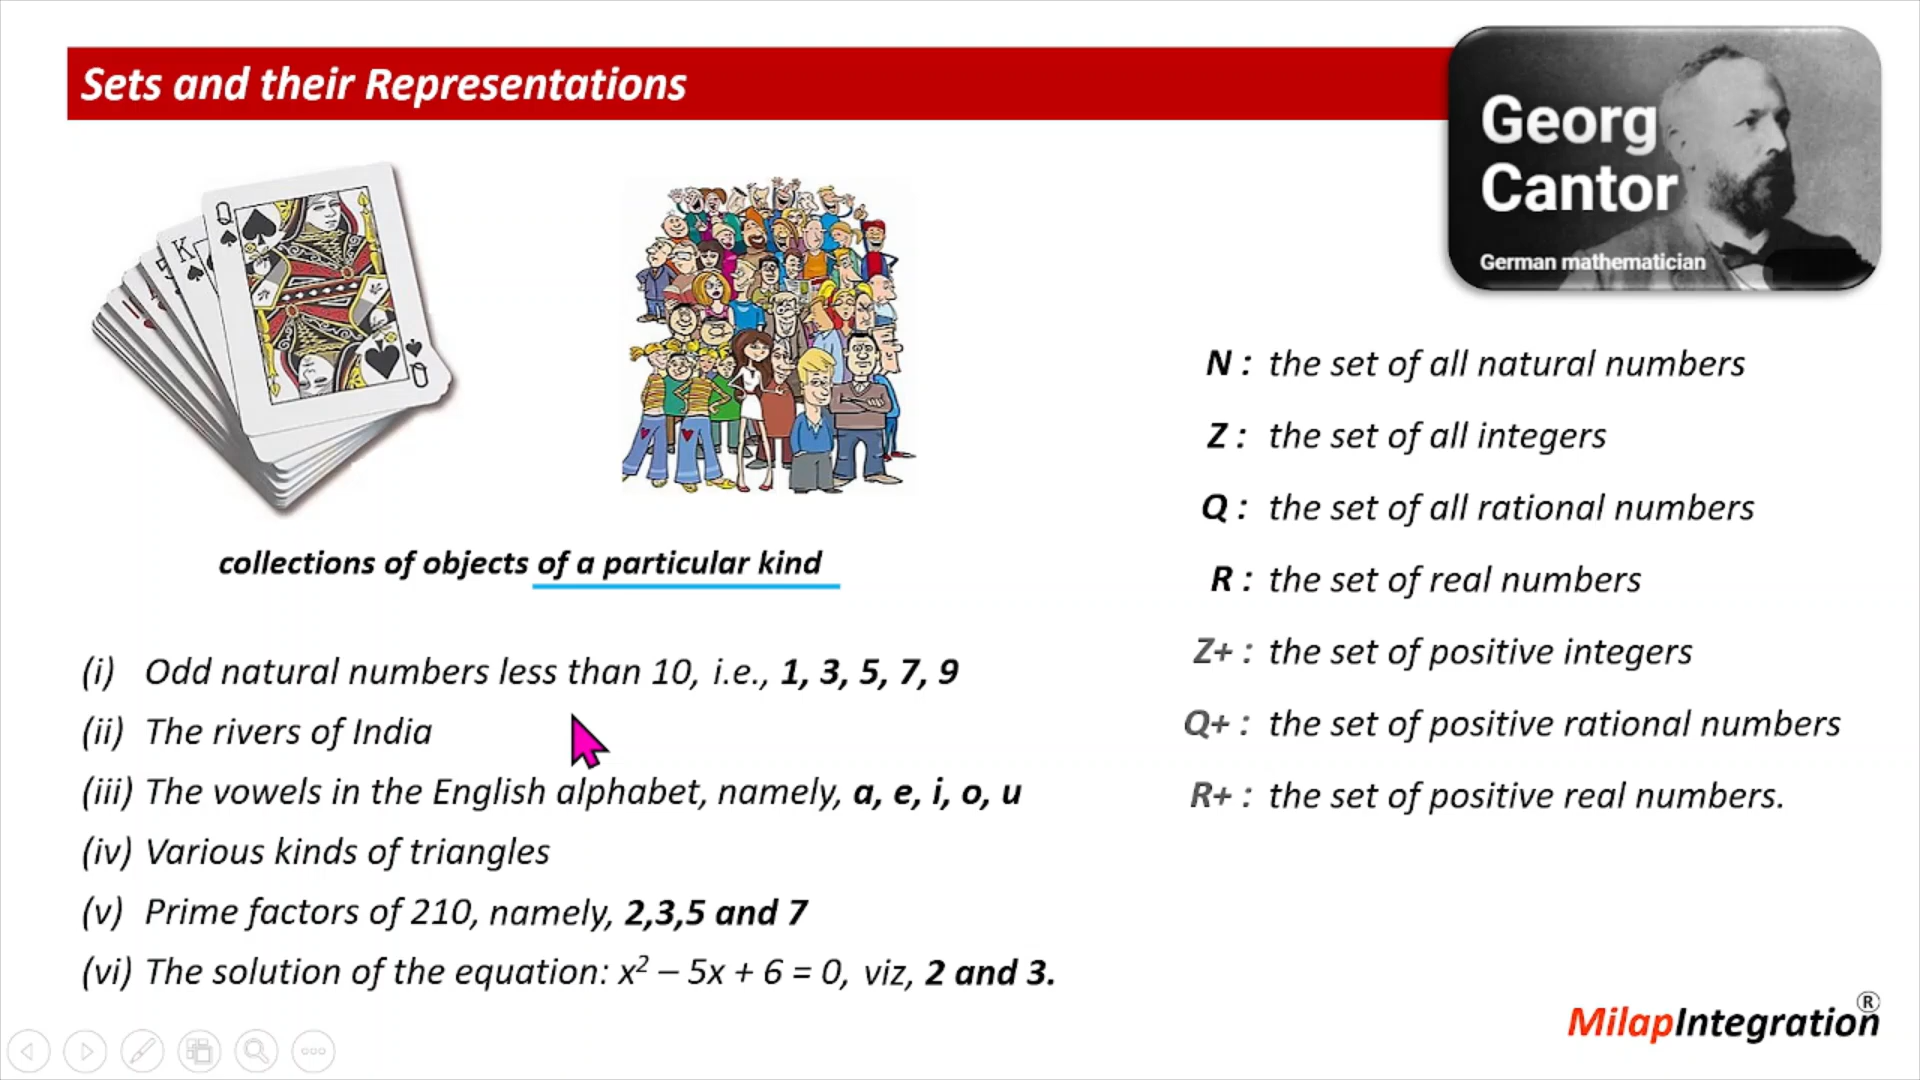 Sets and their Representations
Georg
Cantor
German mathematician
Q
K
Q
collections of objects of a particular kind
(i) Odd natural numbers less than 10, i.e., 1, 3, 5, 7, 9
(ii) The rivers of India
(iii) The vowels in the English alphabet, namely, a, e, i, o, u
(iv) Various kinds of triangles
(v) Prime factors of 210, namely, 2,3,5 and 7
(vi) The solution of the equation: x² – 5x + 6 = 0, viz, 2 and 3.
N : the set of all natural numbers
Z : the set of all integers
Q : the set of all rational numbers
R : the set of real numbers
Z+ : the set of positive integers
Q+ : the set of positive rational numbers
R+ : the set of positive real numbers.
MilapIntegration®